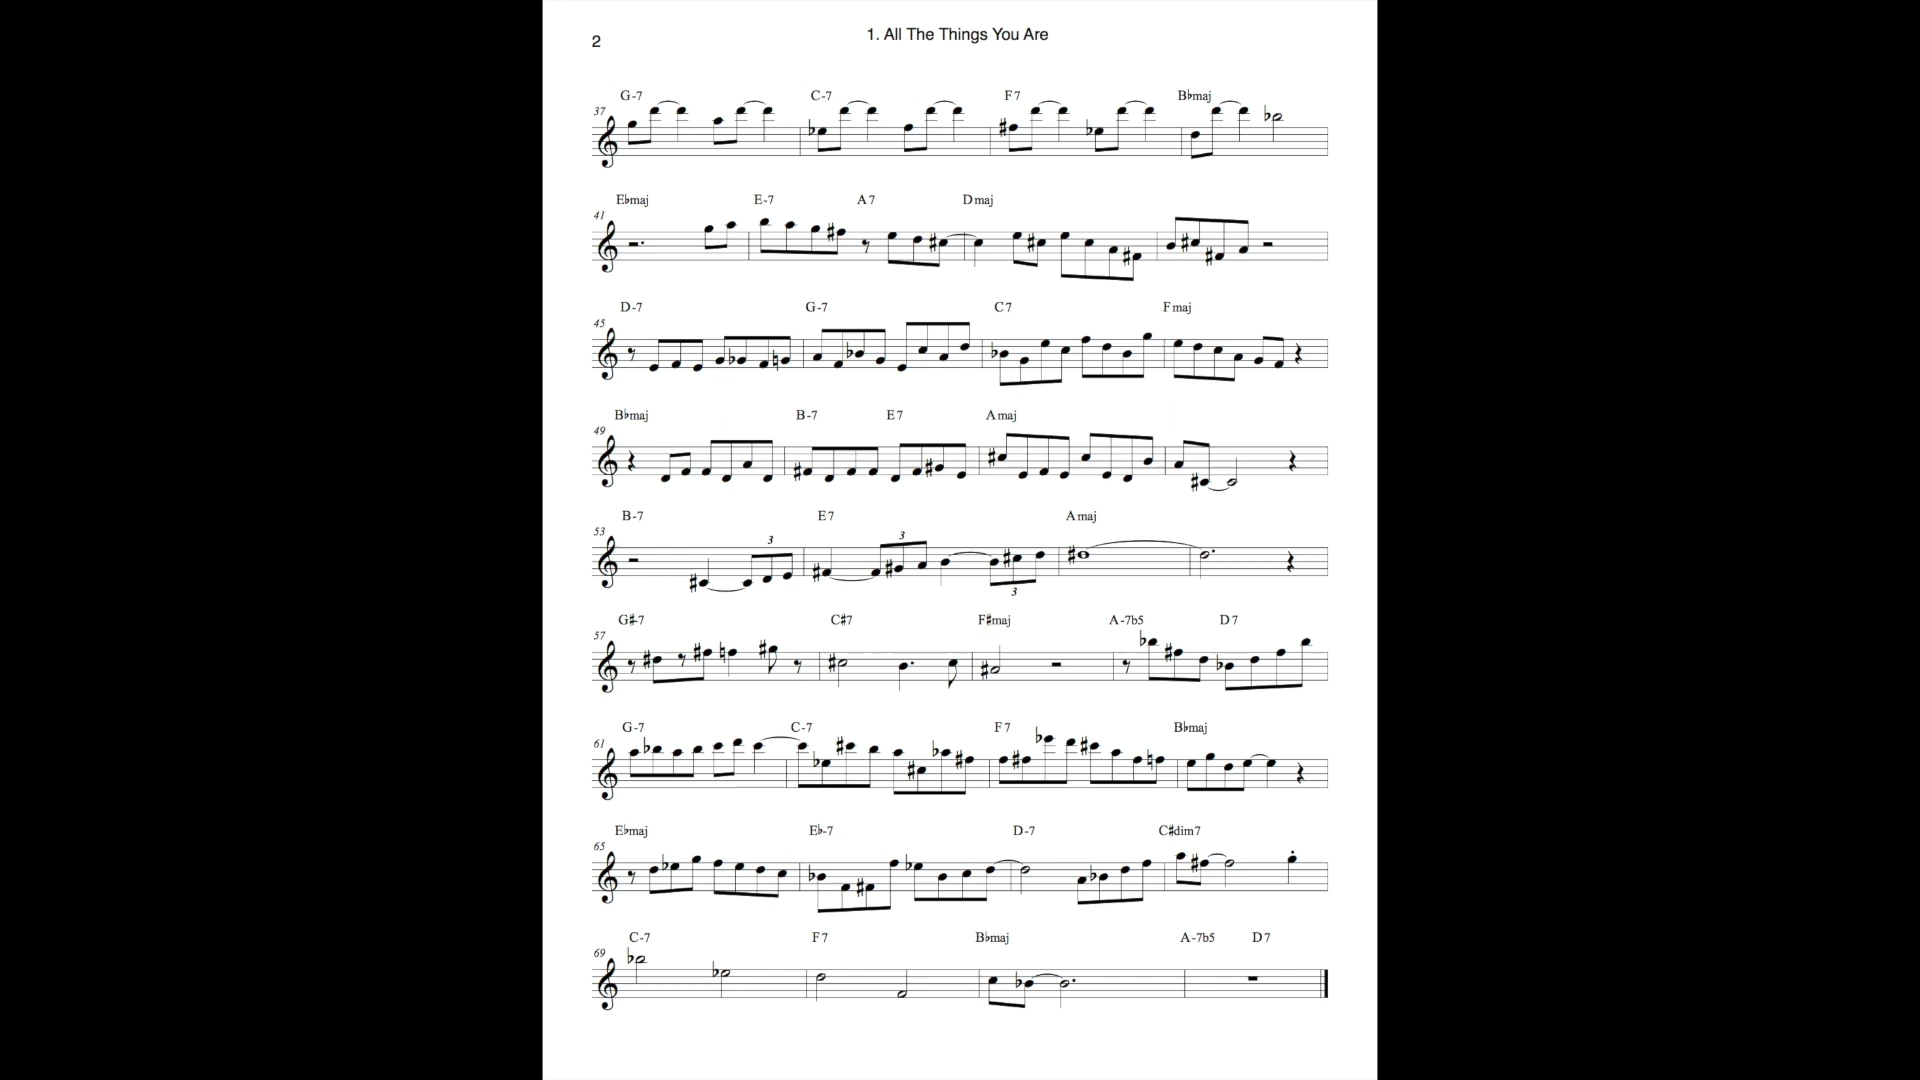 2
1. All The Things You Are
G-7 C-7 F7 B♭maj
37
E♭maj E-7 A7 Dmaj
41
D-7 G-7 C7 Fmaj
45
B♭maj B-7 E7 Amaj
49
B-7 E7 Amaj
53
3 3 3
G♯-7 C♯7 F♯maj A-7b5 D7
57
G-7 C-7 F7 B♭maj
61
E♭maj E♭-7 D-7 C♯dim7
65
C-7 F7 B♭maj A-7b5 D7
69